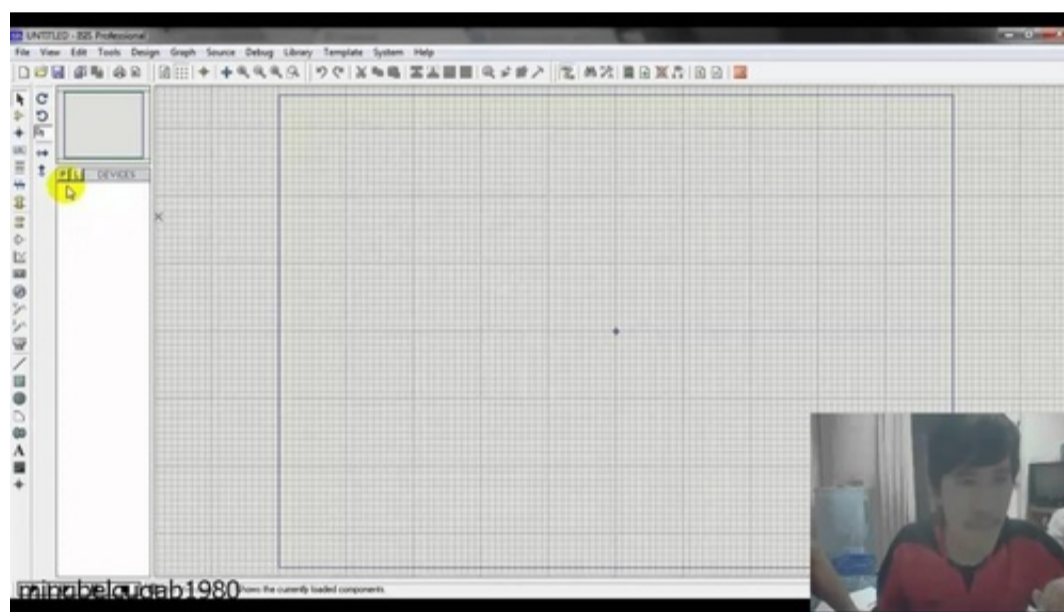 UNTITLED - ISIS Professional
File View Edit Tools Design Graph Source Debug Library Template System Help
P L DEVICES
A
Shows the currently loaded components